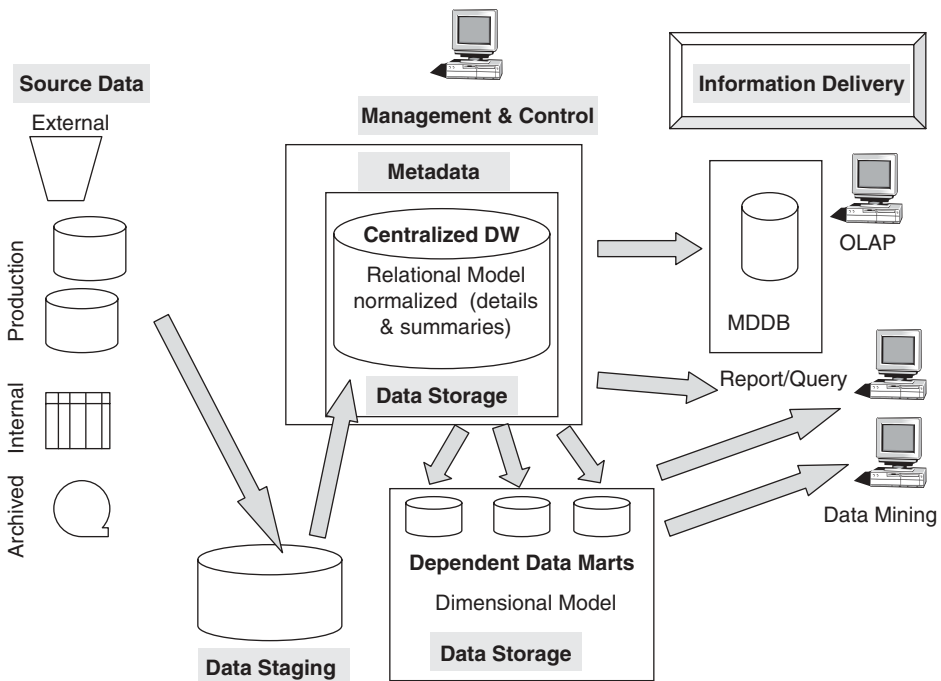 Source Data
External
Production
Internal
Archived
Data Staging
Management & Control
Metadata
Centralized DW
Relational Model
normalized (details
& summaries)
Data Storage
Dependent Data Marts
Dimensional Model
Data Storage
Information Delivery
OLAP
MDDB
Report/Query
Data Mining